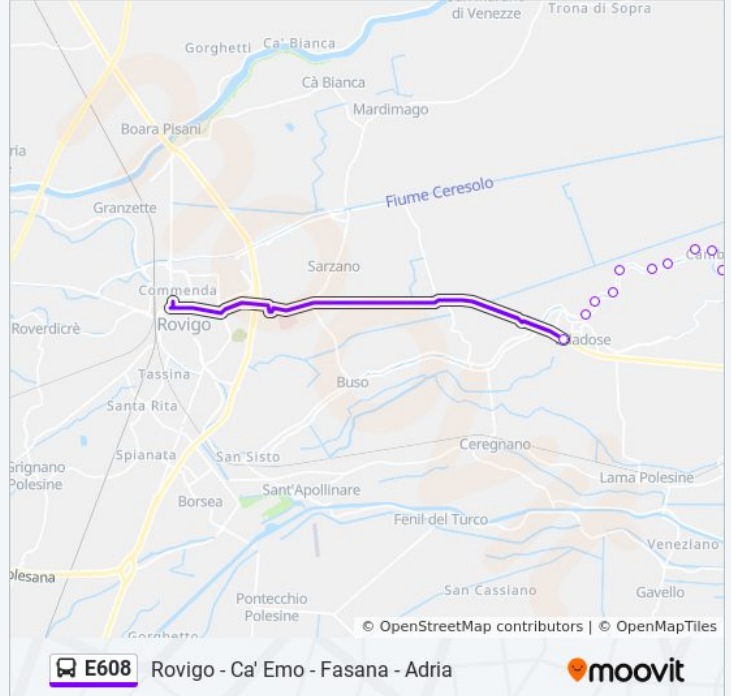 di Venezze
Trona di Sopra
Gorghetti
Ca' Bianca
Cà Bianca
Mardimago
Boara Pisani
Fiume Ceresolo
Granzette
Sarzano
Commenda
Rovigo
Roverdicrè
Tassina
Buso
Santa Rita
Ceregnano
Spianata
San Sisto
Grignano
Polesine
Lama Polesine
Sant'Apollinare
Borsea
Fenil del Turco
Veneziano
San Cassiano
Gavello
Pontecchio
Polesine
© OpenStreetMap contributors | © OpenMapTiles
E608 Rovigo - Ca' Emo - Fasana - Adria
moovit